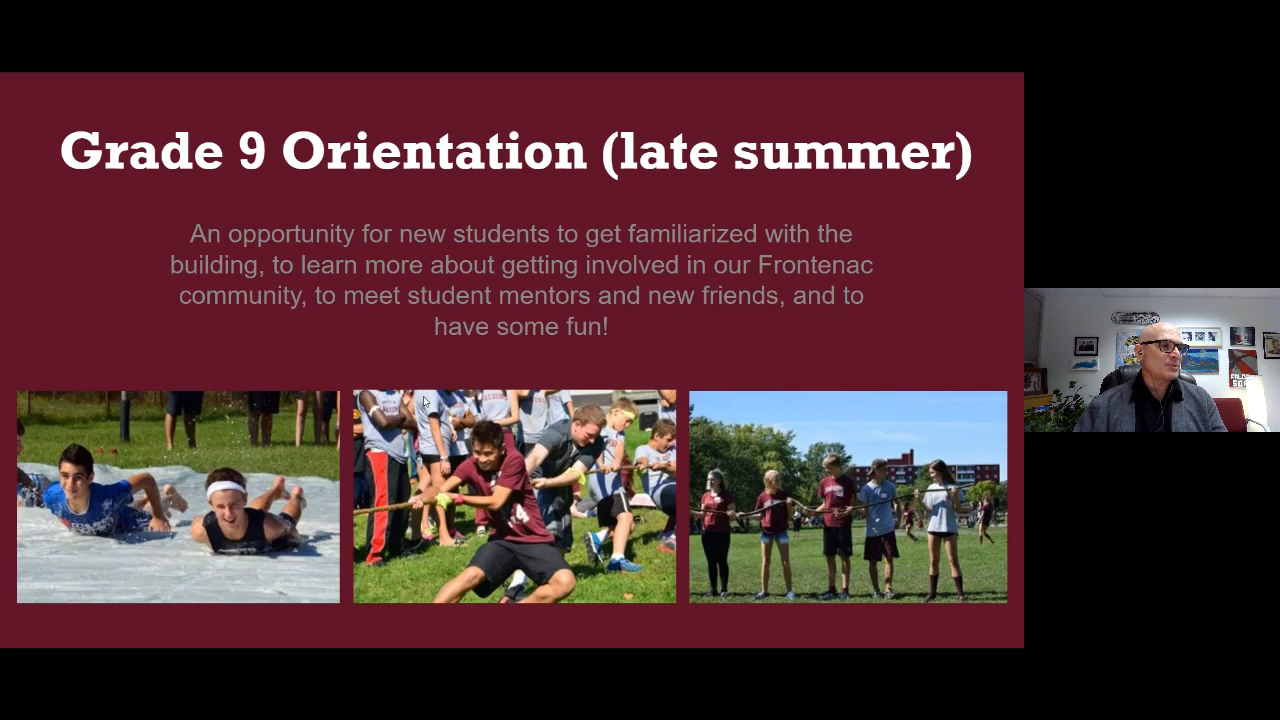 Grade 9 Orientation (late summer)
An opportunity for new students to get familiarized with the
building, to learn more about getting involved in our Frontenac
community, to meet student mentors and new friends, and to
have some fun!